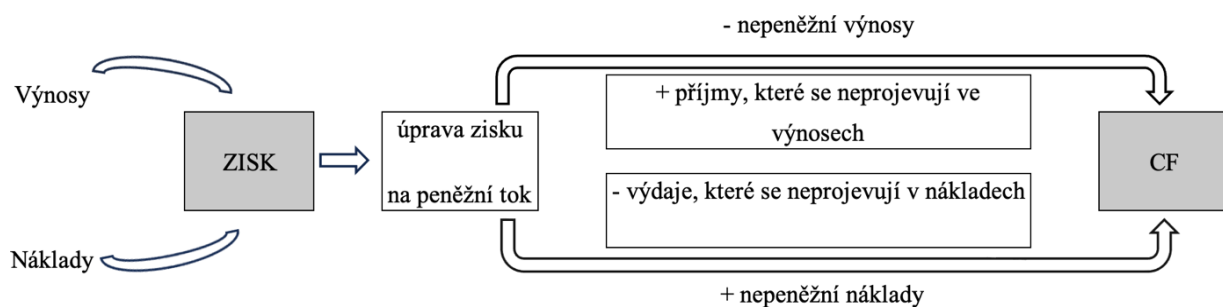 - nepeněžní výnosy
Výnosy
+ příjmy, které se neprojevují ve
výnosech
úprava zisku
na peněžní tok
ZISK
CF
- výdaje, které se neprojevují v nákladech
Náklady
+ nepeněžní náklady